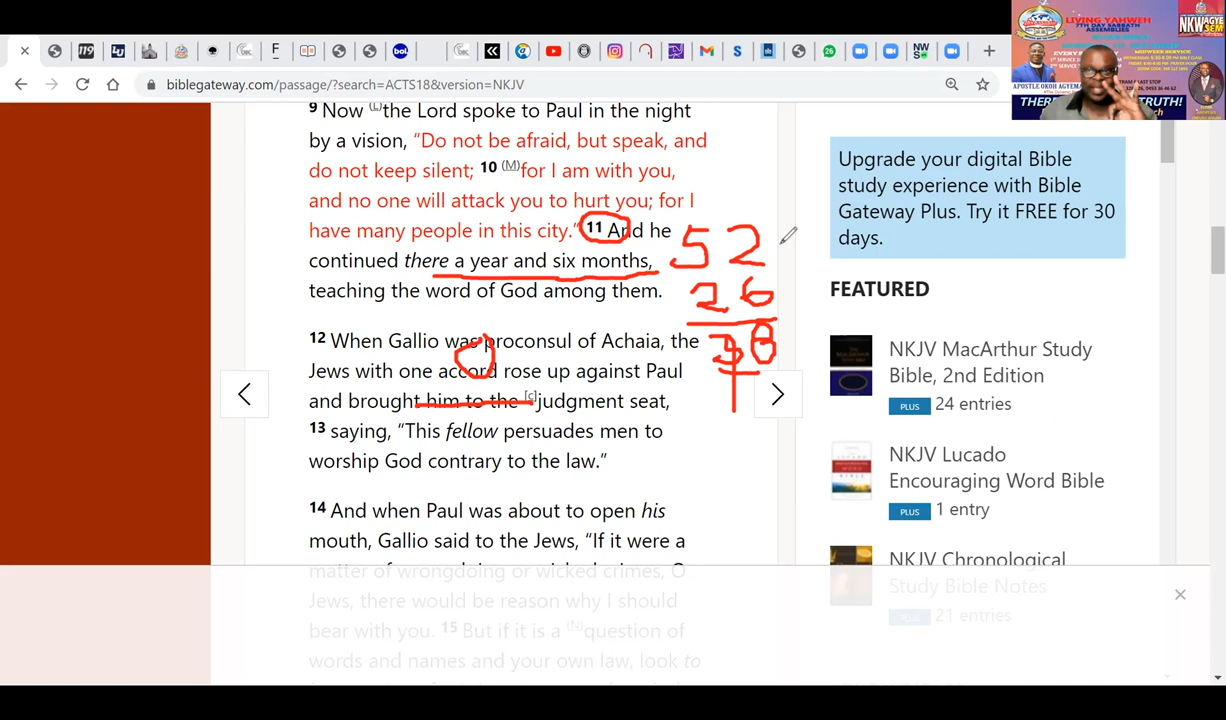 biblegateway.com/passage/?search=ACTS18&version=NKJV
LIVING YAHWEH
7TH DAY SABBATH
ASSEMBLIES
NKWAGYE
SEM
9 Now (L)the Lord spoke to Paul in the night
by a vision, “Do not be afraid, but speak, and
do not keep silent; 10 (M)for I am with you,
and no one will attack you to hurt you; for I
have many people in this city.” 11 And he
continued there a year and six months,
teaching the word of God among them.
52
26
12 When Gallio was proconsul of Achaia, the
Jews with one accord rose up against Paul
and brought him to the [c]judgment seat,
13 saying, “This fellow persuades men to
worship God contrary to the law.”
14 And when Paul was about to open his
mouth, Gallio said to the Jews, “If it were a
matter of wrongdoing or wicked crimes, O
Jews, there would be reason why I should
bear with you. 15 But if it is a (N)question of
words and names and your own law, look to
Upgrade your digital Bible
study experience with Bible
Gateway Plus. Try it FREE for 30
days.
FEATURED
NKJV MacArthur Study
Bible, 2nd Edition
PLUS 24 entries
NKJV Lucado
Encouraging Word Bible
PLUS 1 entry
NKJV Chronological
Study Bible Notes
PLUS 21 entries